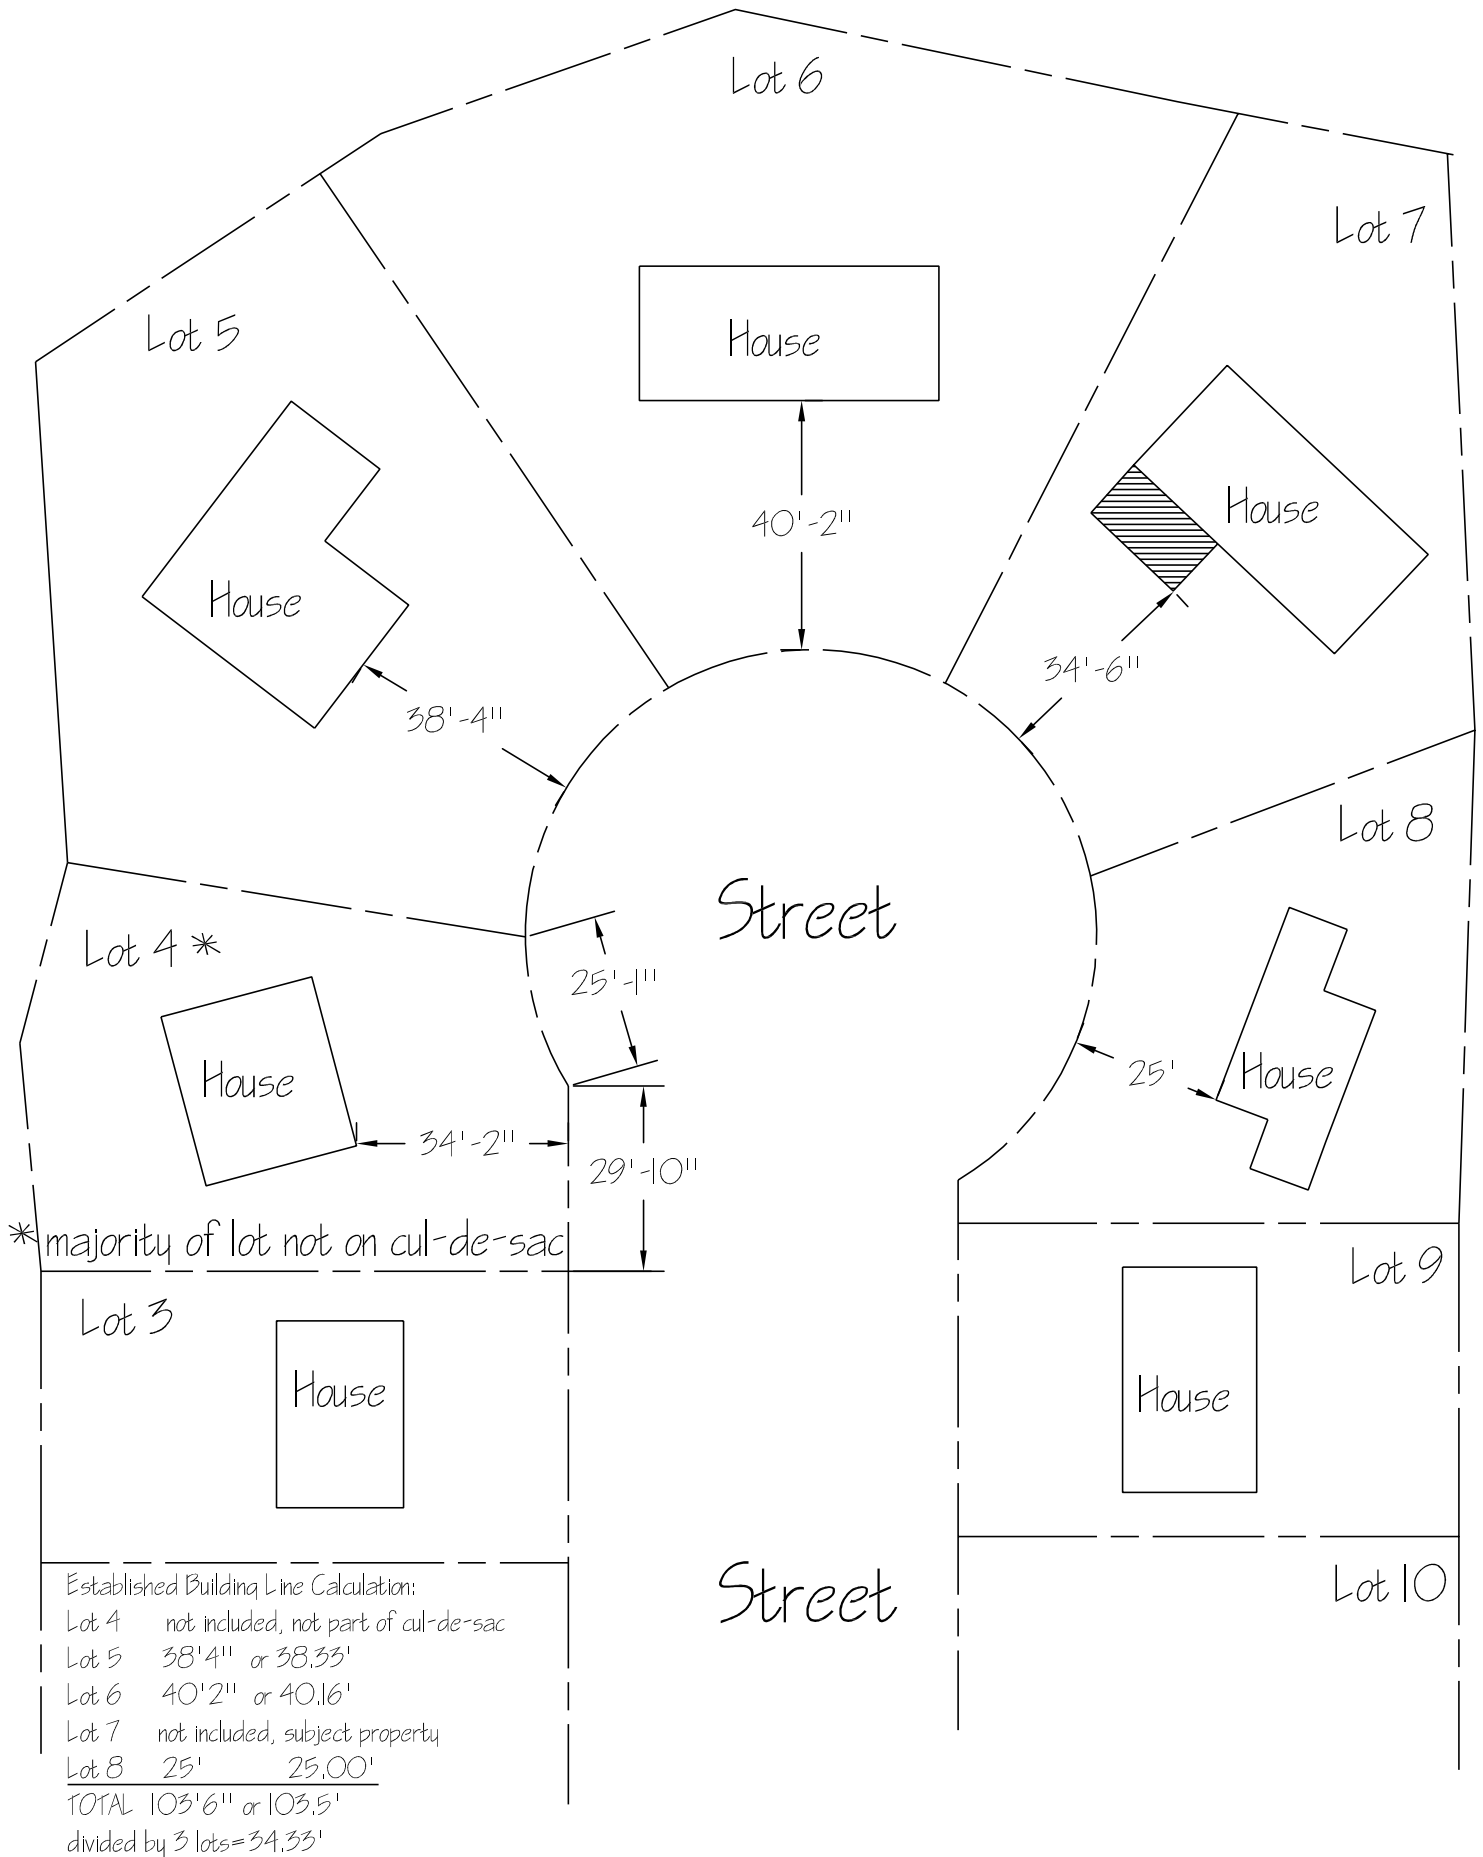 Lot 6
Lot 7
Lot 5
House
House
House
40'-2"
34'-6"
38'-4"
Lot 8
Street
Lot 4 *
25'-1"
House
House
25'
34'-2"
29'-10"
* majority of lot not on cul-de-sac
Lot 9
Lot 3
House
House
Street
Lot 10
Established Building Line Calculation:
Lot 4 not included, not part of cul-de-sac
Lot 5 38'4" or 38.33'
Lot 6 40'2" or 40.16'
Lot 7 not included, subject property
Lot 8 25' 25.00'
TOTAL 103'6" or 103.5'
divided by 3 lots=34.33'